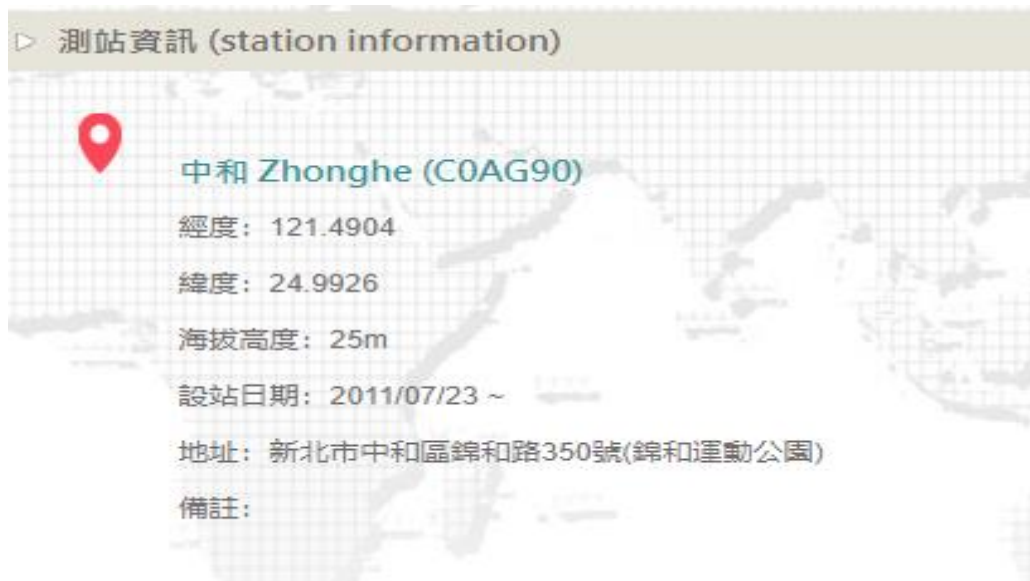 測站資訊 (station information)
中和 Zhonghe (C0AG90)
經度：121.4904
緯度：24.9926
海拔高度：25m
設站日期：2011/07/23 ~
地址：新北市中和區錦和路350號(錦和運動公園)
備註：